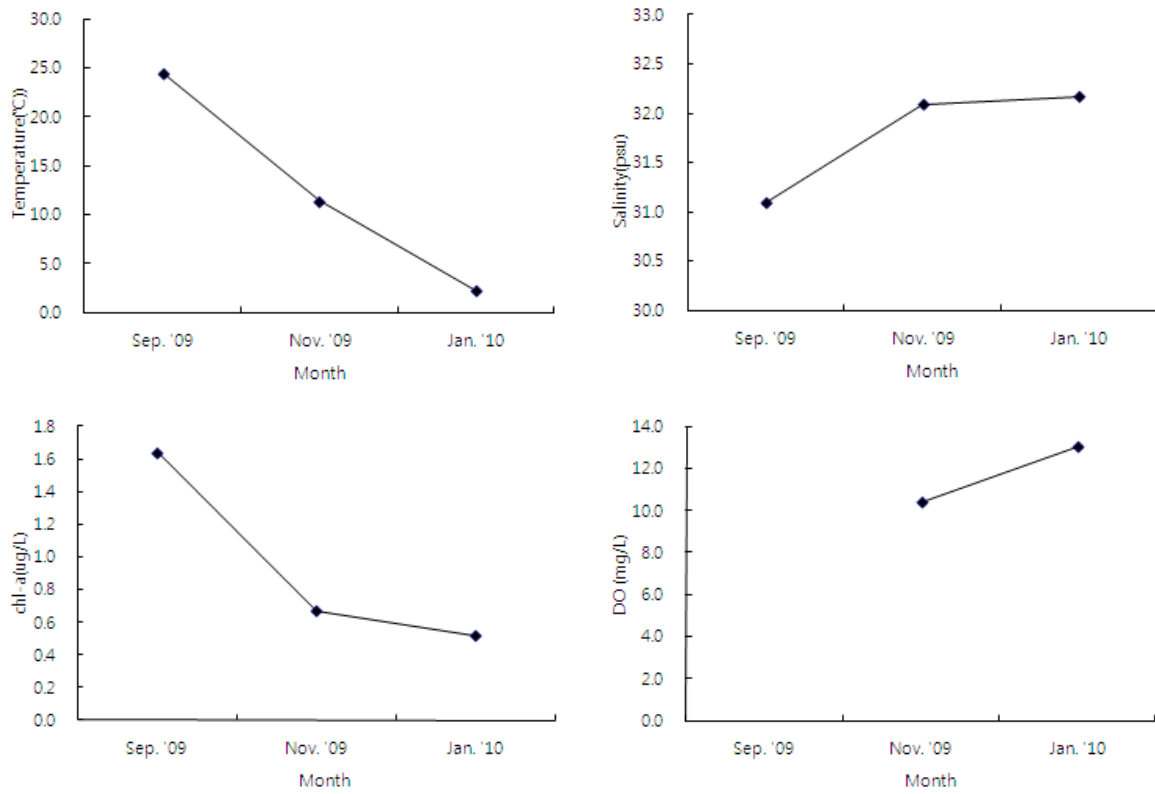 Temperature(℃))
30.0
25.0
20.0
15.0
10.0
5.0
0.0
Sep. '09 Nov. '09 Jan. '10
Month
Salinity(psu)
33.0
32.5
32.0
31.5
31.0
30.5
30.0
Sep. '09 Nov. '09 Jan. '10
Month
chl-a(ug/L)
1.8
1.6
1.4
1.2
1.0
0.8
0.6
0.4
0.2
0.0
Sep. '09 Nov. '09 Jan. '10
Month
DO (mg/L)
14.0
12.0
10.0
8.0
6.0
4.0
2.0
0.0
Sep. '09 Nov. '09 Jan. '10
Month